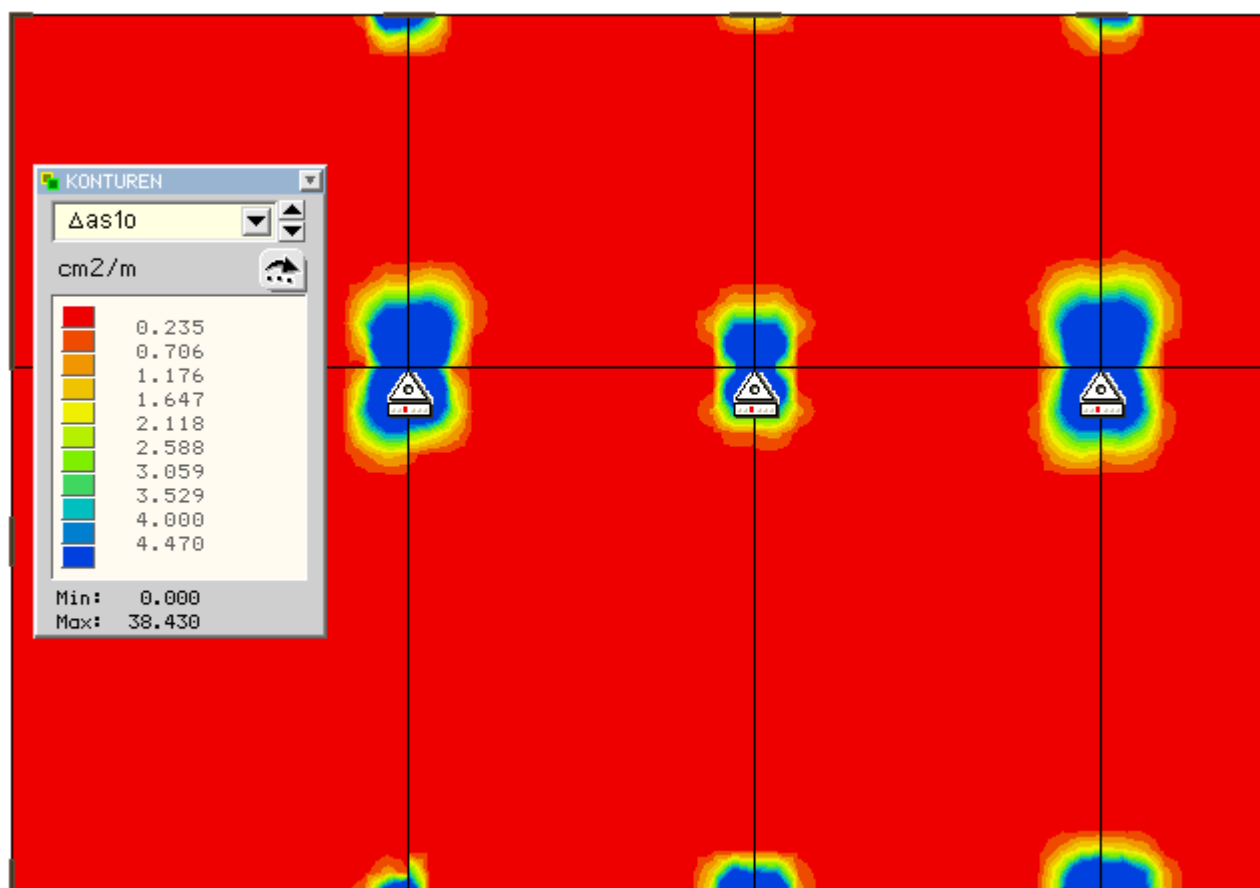 KONTUREN
Δas1o
cm2/m
0.235
0.706
1.176
1.647
2.118
2.588
3.059
3.529
4.000
4.470
Min: 0.000
Max: 38.430